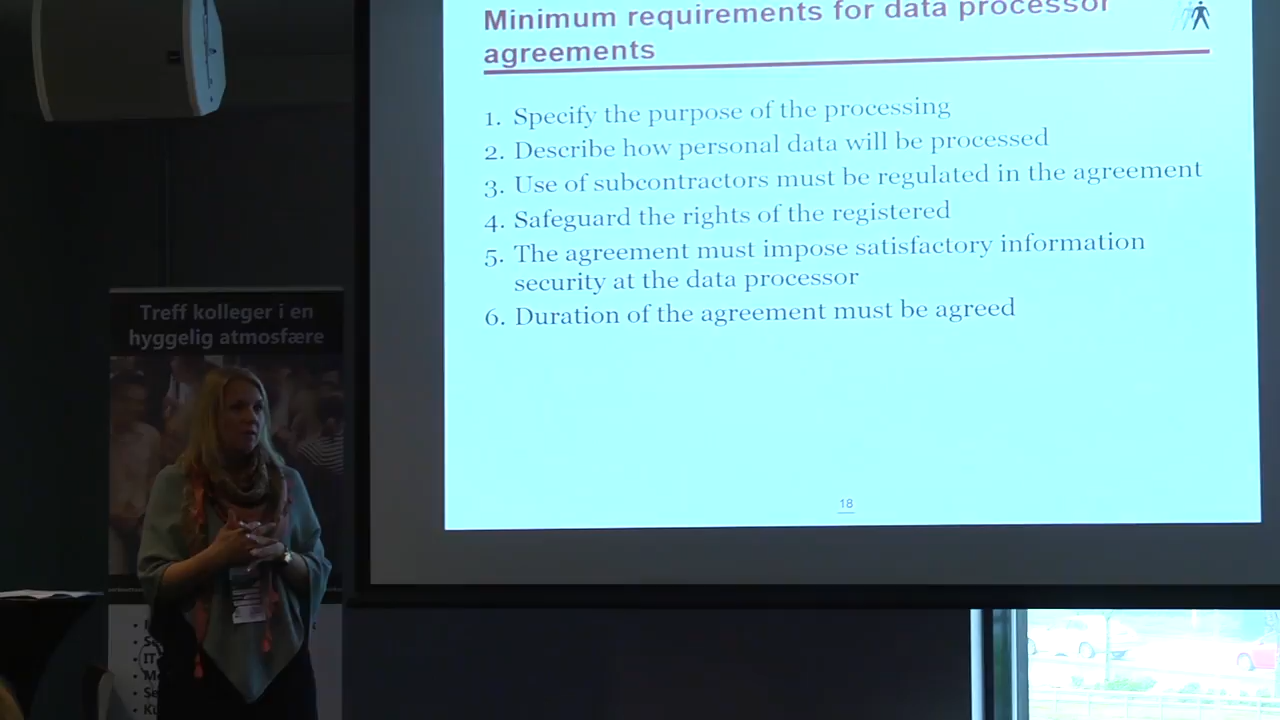 Minimum requirements for data processor
agreements
1. Specify the purpose of the processing
2. Describe how personal data will be processed
3. Use of subcontractors must be regulated in the agreement
4. Safeguard the rights of the registered
5. The agreement must impose satisfactory information
security at the data processor
6. Duration of the agreement must be agreed
18
Treff kolleger i en
hyggelig atmosfære
• IT